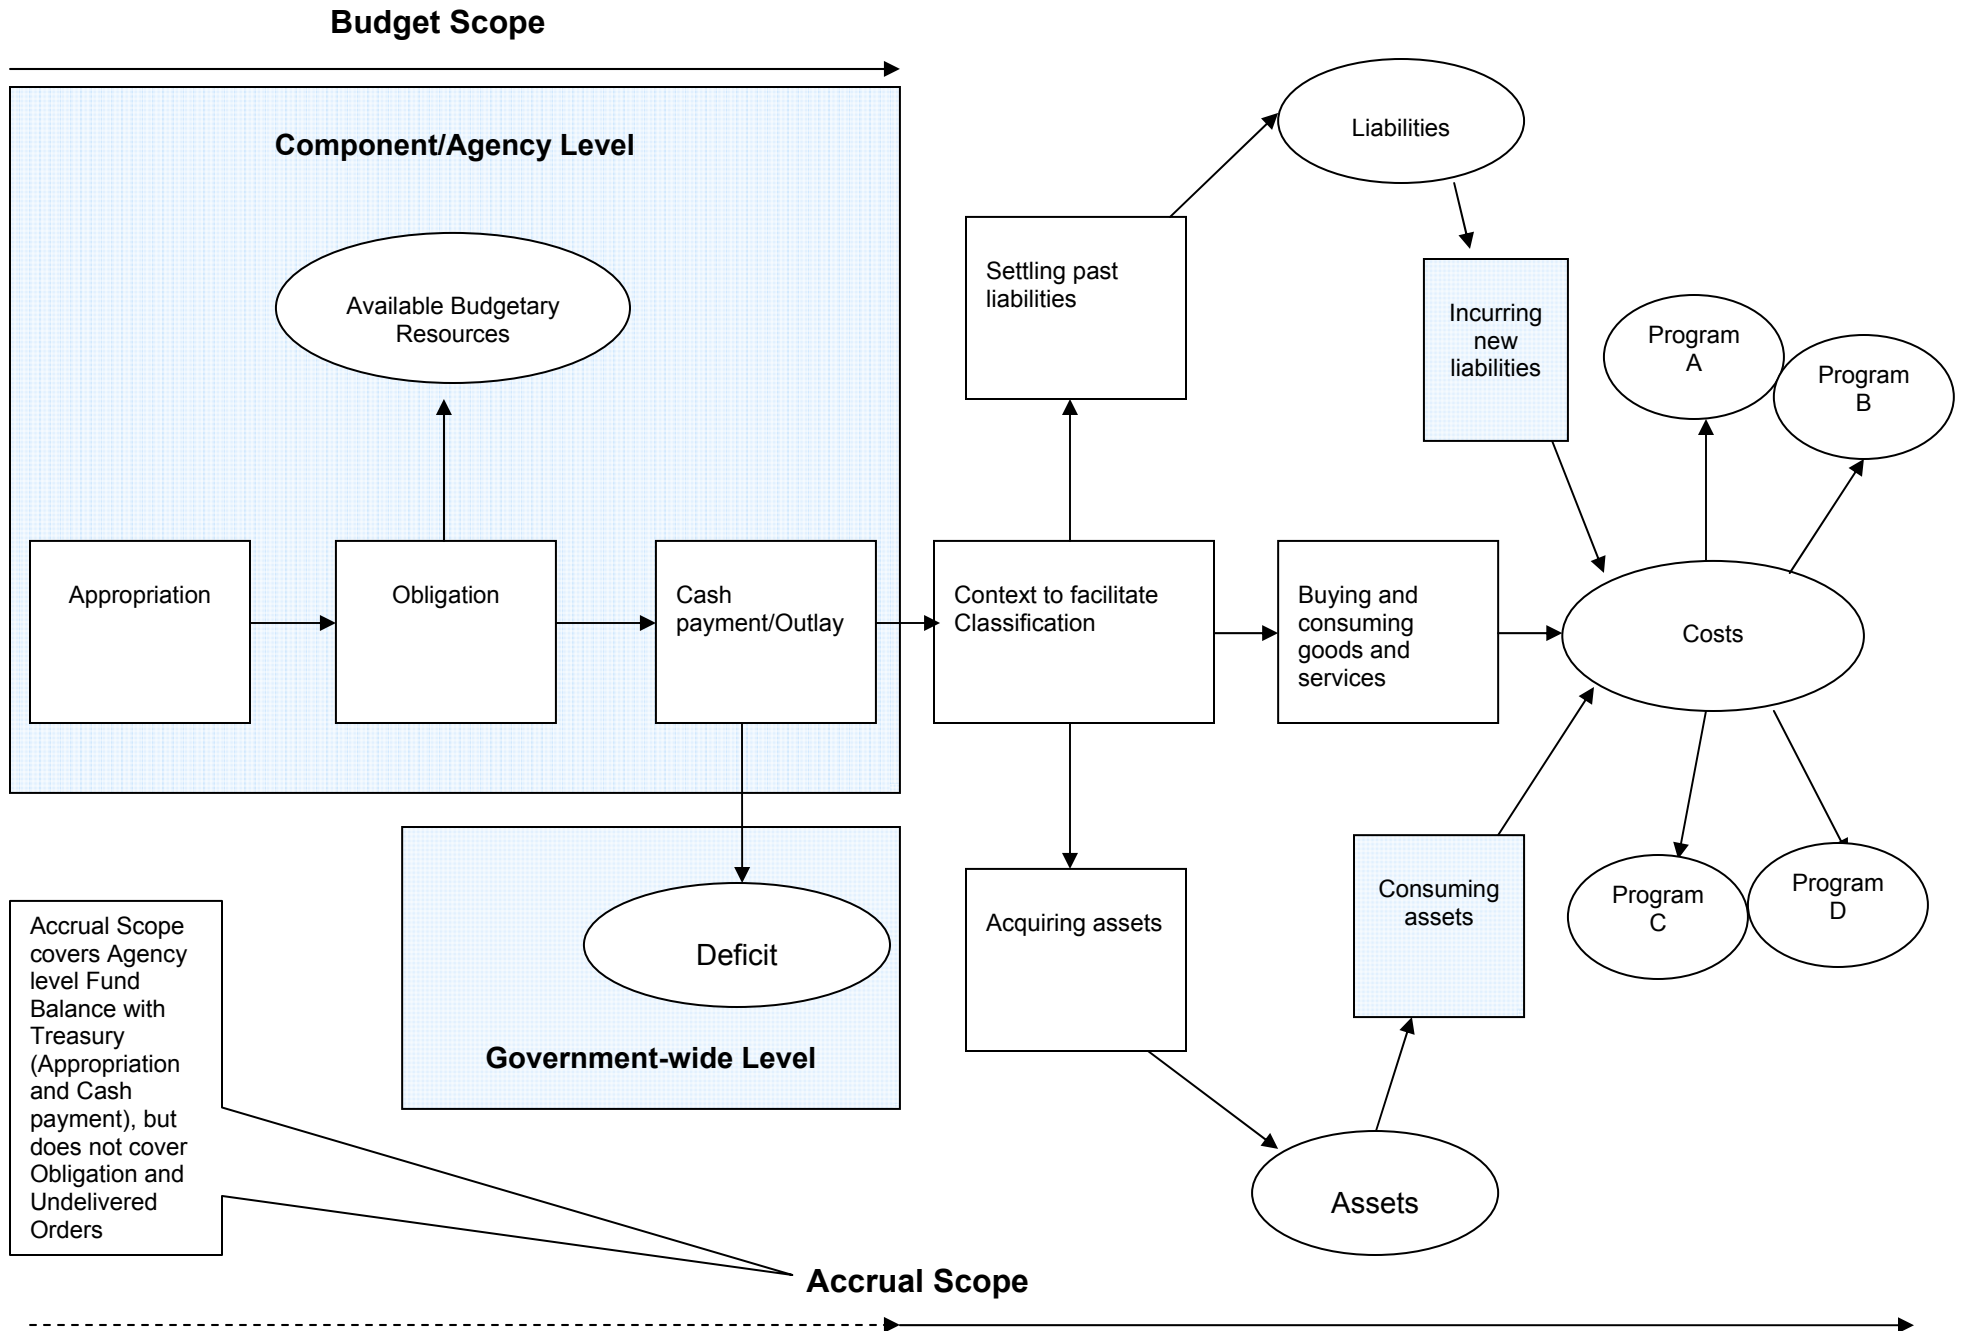 Budget Scope
Component/Agency Level
Available Budgetary
Resources
Appropriation
Obligation
Cash
payment/Outlay
Context to facilitate
Classification
Settling past
liabilities
Liabilities
Incurring
new
liabilities
Buying and
consuming
goods and
services
Costs
Program
A
Program
B
Program
C
Program
D
Acquiring assets
Consuming
assets
Assets
Deficit
Government-wide Level
Accrual Scope
covers Agency
level Fund
Balance with
Treasury
(Appropriation
and Cash
payment), but
does not cover
Obligation and
Undelivered
Orders
Accrual Scope